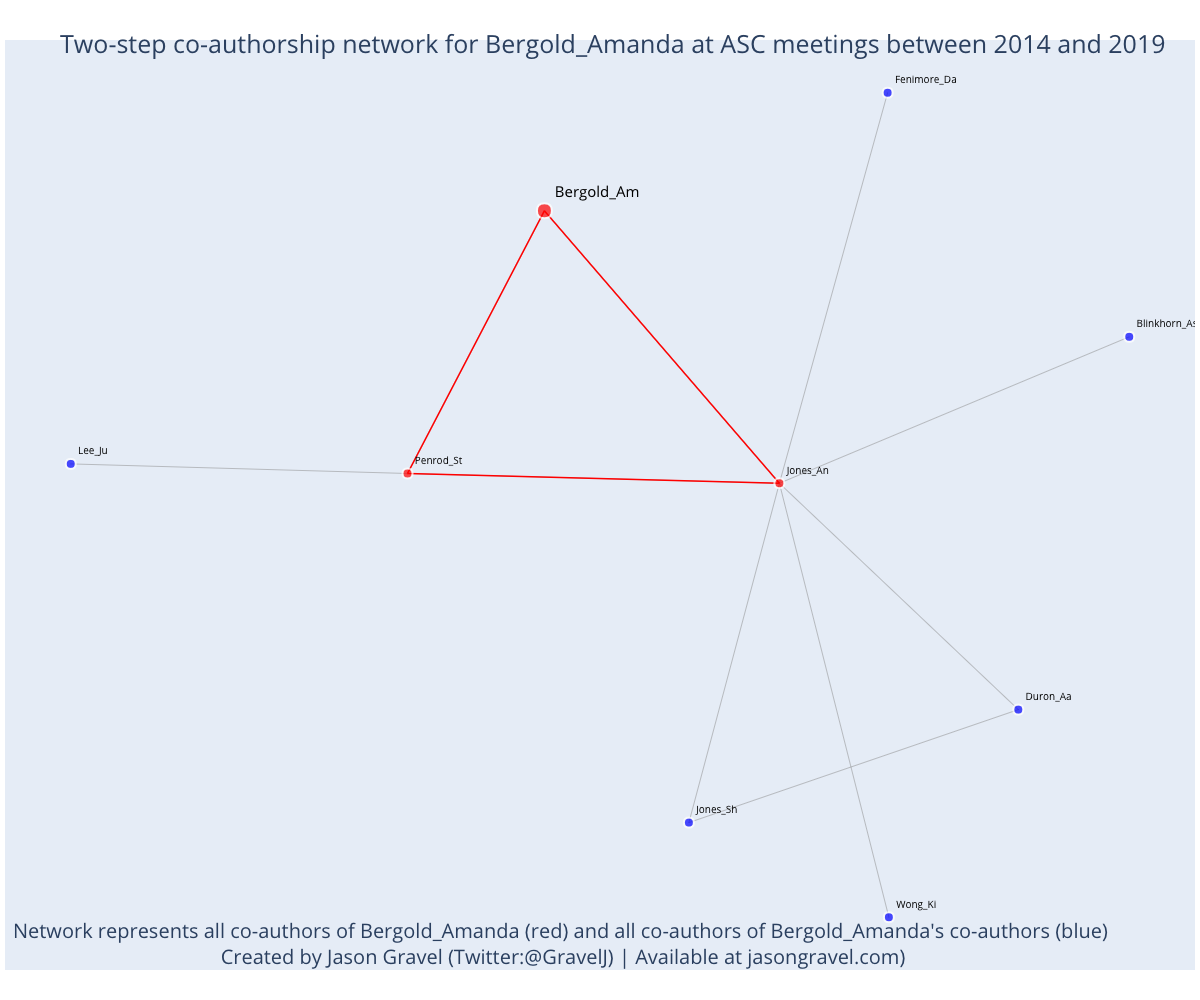 Two-step co-authorship network for Bergold_Amanda at ASC meetings between 2014 and 2019
Fenimore_Da
Bergold_Am
Blinkhorn_As
Lee_Ju
Penrod_St
Jones_An
Duron_Aa
Jones_Sh
Wong_Ki
Network represents all co-authors of Bergold_Amanda (red) and all co-authors of Bergold_Amanda's co-authors (blue)
Created by Jason Gravel (Twitter:@GravelJ) | Available at jasongravel.com)